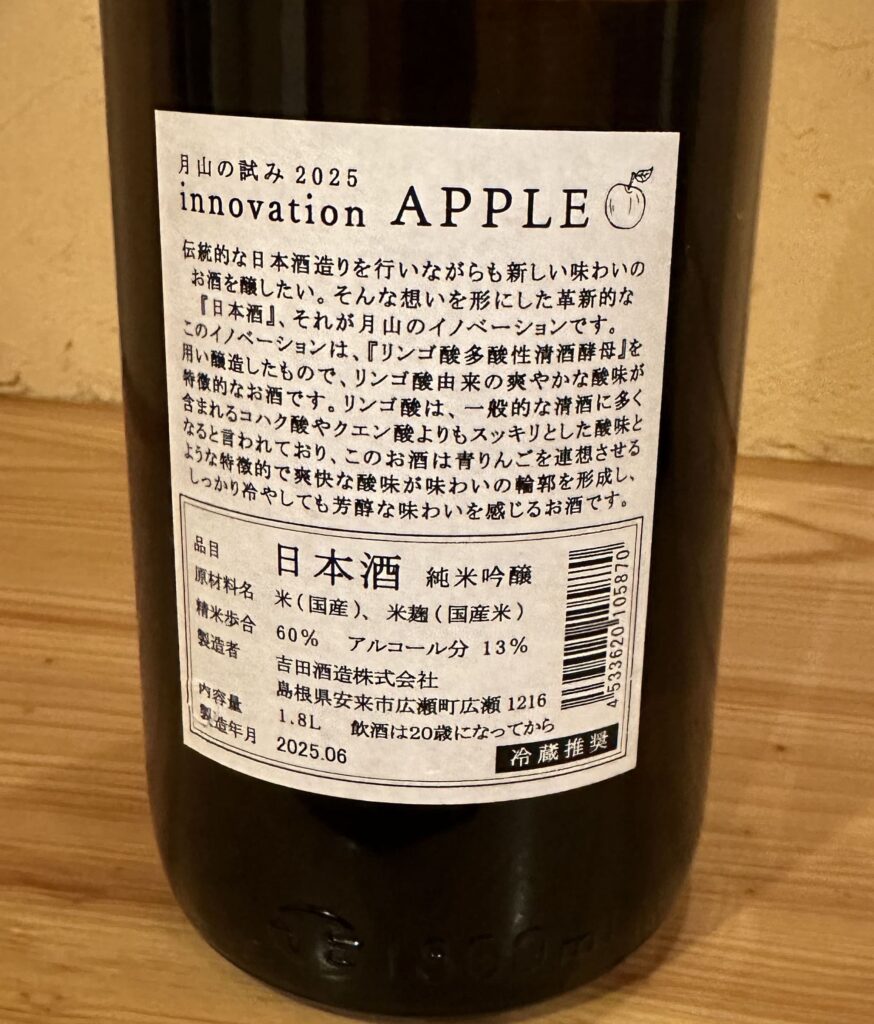 月山の試み2025
innovation APPLE
伝統的な日本酒造りを行いながらも新しい味わいの
お酒を醸したい。そんな想いを形にした革新的な
『日本酒』、それが月山のイノベーションです。
このイノベーションは、『リンゴ酸多酸性清酒酵母』を
用い醸造したもので、リンゴ酸由来の爽やかな酸味が
特徴的なお酒です。リンゴ酸は、一般的な清酒に多く
含まれるコハク酸やクエン酸よりもスッキリとした酸味と
なると言われており、このお酒は青りんごを連想させる
ような特徴的で爽快な酸味が味わいの輪郭を形成し、
しっかり冷やしても芳醇な味わいを感じるお酒です。
品目 日本酒 純米吟醸
原材料名 米(国産)、米麹(国産米)
精米歩合 60% アルコール分 13%
製造者 吉田酒造株式会社
島根県安来市広瀬町広瀬1216
内容量 1.8L 飲酒は20歳になってから
製造年月 2025.06
冷蔵推奨
4533620105870